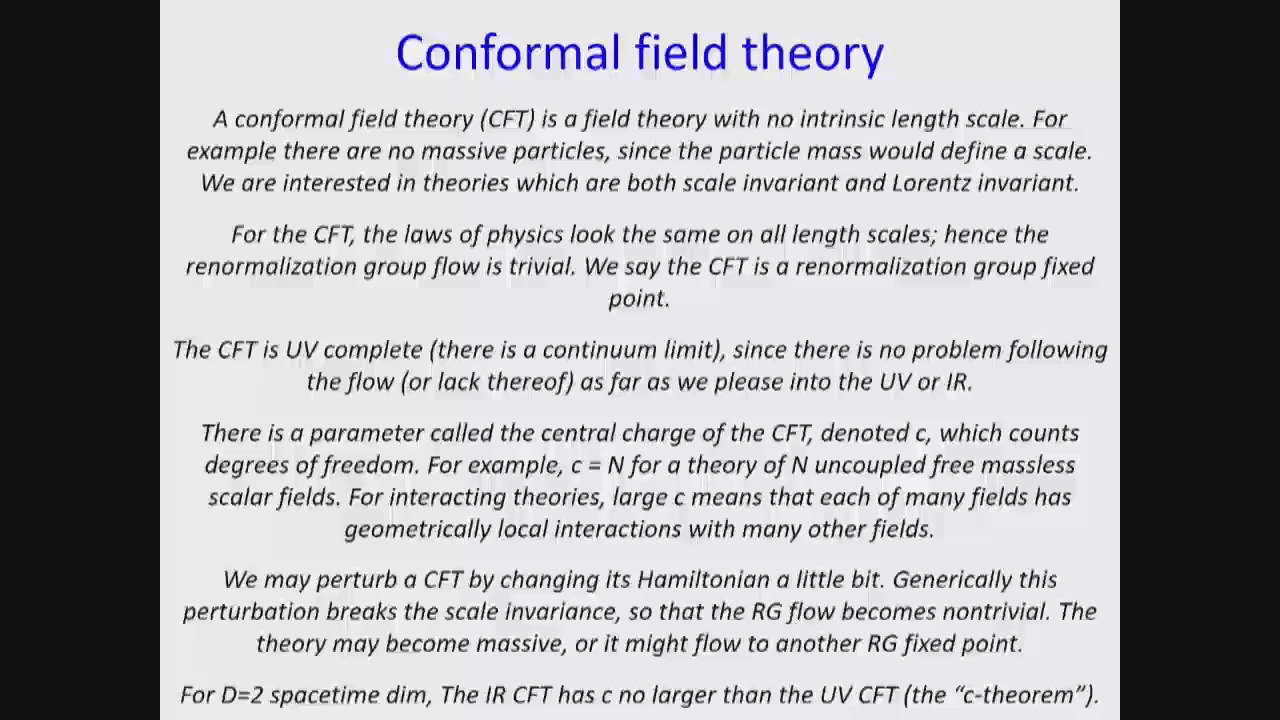 Conformal field theory
A conformal field theory (CFT) is a field theory with no intrinsic length scale. For
example there are no massive particles, since the particle mass would define a scale.
We are interested in theories which are both scale invariant and Lorentz invariant.
For the CFT, the laws of physics look the same on all length scales; hence the
renormalization group flow is trivial. We say the CFT is a renormalization group fixed
point.
The CFT is UV complete (there is a continuum limit), since there is no problem following
the flow (or lack thereof) as far as we please into the UV or IR.
There is a parameter called the central charge of the CFT, denoted c, which counts
degrees of freedom. For example, c = N for a theory of N uncoupled free massless
scalar fields. For interacting theories, large c means that each of many fields has
geometrically local interactions with many other fields.
We may perturb a CFT by changing its Hamiltonian a little bit. Generically this
perturbation breaks the scale invariance, so that the RG flow becomes nontrivial. The
theory may become massive, or it might flow to another RG fixed point.
For D=2 spacetime dim, The IR CFT has c no larger than the UV CFT (the “c-theorem”).